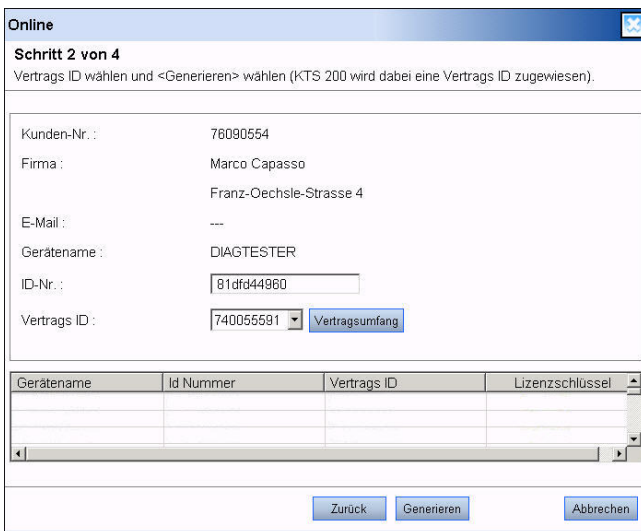 Online
Schritt 2 von 4
Vertrags ID wählen und <Generieren> wählen (KTS 200 wird dabei eine Vertrags ID zugewiesen).
Kunden-Nr. : 76090554
Firma : Marco Capasso
Franz-Oechsle-Strasse 4
E-Mail : ---
Gerätename : DIAGTESTER
ID-Nr. : 81dfd44960
Vertrags ID : 740055591 Vertragsumfang
Gerätename Id Nummer Vertrags ID Lizenzschlüssel
Zurück Generieren Abbrechen